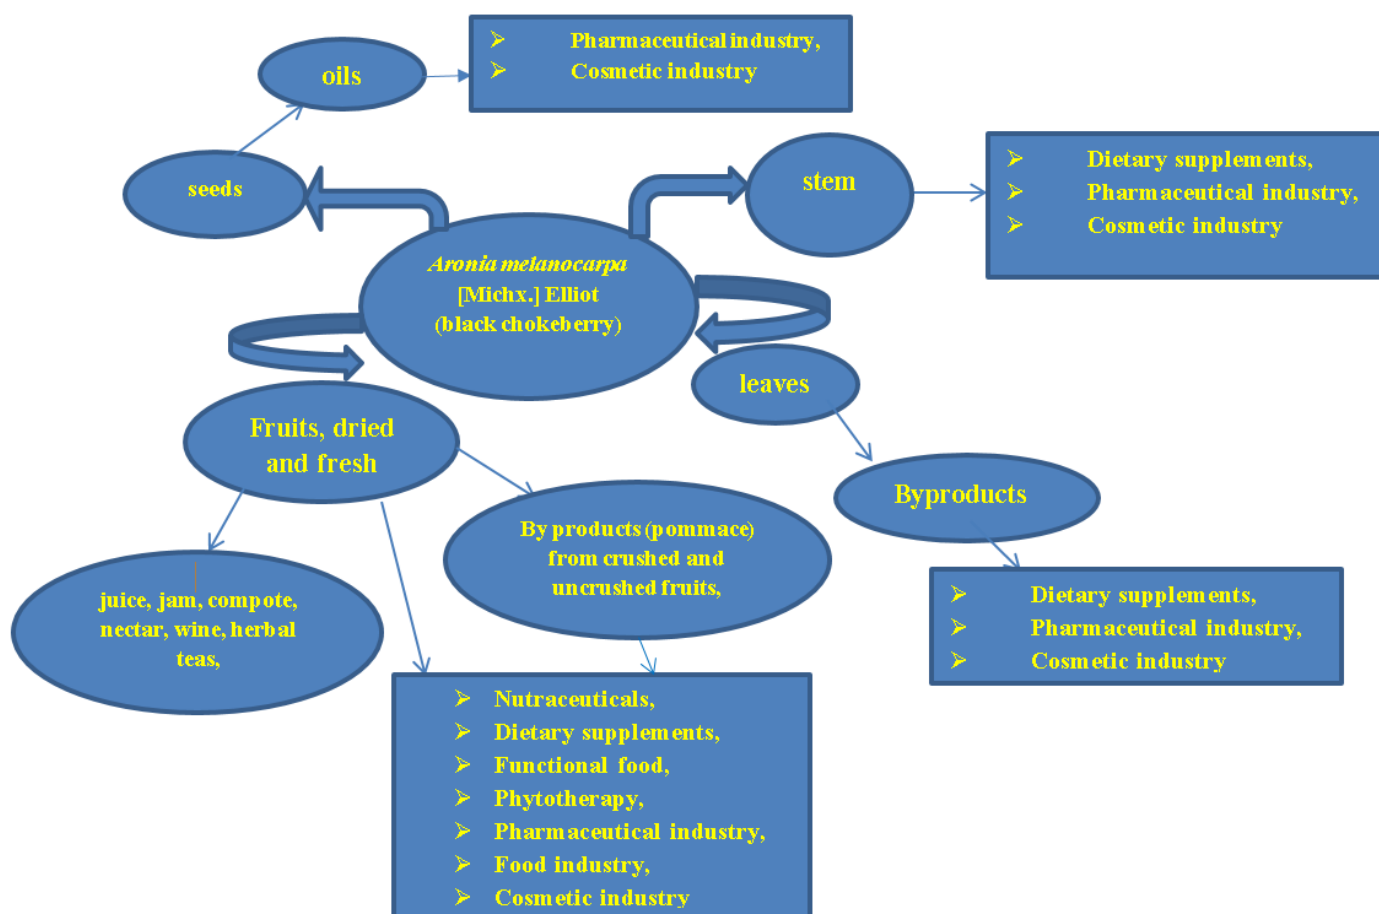 oils
➢ Pharmaceutical industry,
➢ Cosmetic industry
seeds
stem
➢ Dietary supplements,
➢ Pharmaceutical industry,
➢ Cosmetic industry
Aronia melanocarpa
[Michx.] Elliot
(black chokeberry)
leaves
Fruits, dried
and fresh
Byproducts
By products (pommace)
from crushed and
uncrushed fruits,
juice, jam, compote,
nectar, wine, herbal
teas,
➢ Dietary supplements,
➢ Pharmaceutical industry,
➢ Cosmetic industry
➢ Nutraceuticals,
➢ Dietary supplements,
➢ Functional food,
➢ Phytotherapy,
➢ Pharmaceutical industry,
➢ Food industry,
➢ Cosmetic industry